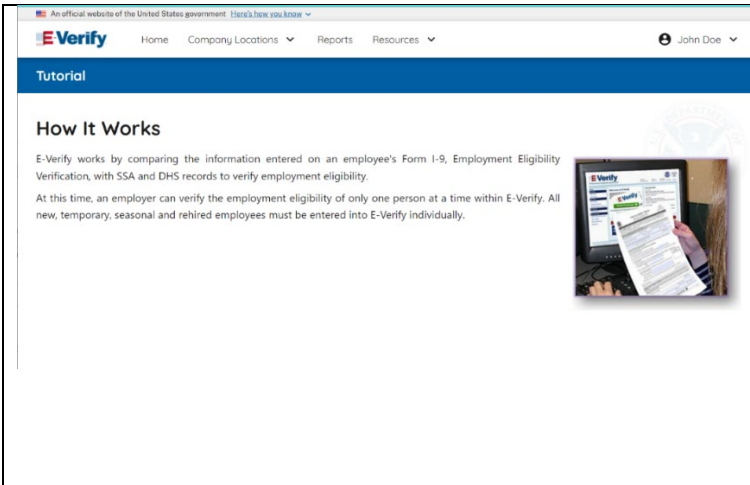 An official website of the United States government Here's how you know
E-Verify Home Company Locations Reports Resources John Doe
Tutorial
How It Works
E-Verify works by comparing the information entered on an employee's Form I-9, Employment Eligibility
Verification, with SSA and DHS records to verify employment eligibility.
At this time, an employer can verify the employment eligibility of only one person at a time within E-Verify. All
new, temporary, seasonal and rehired employees must be entered into E-Verify individually.
E-Verify